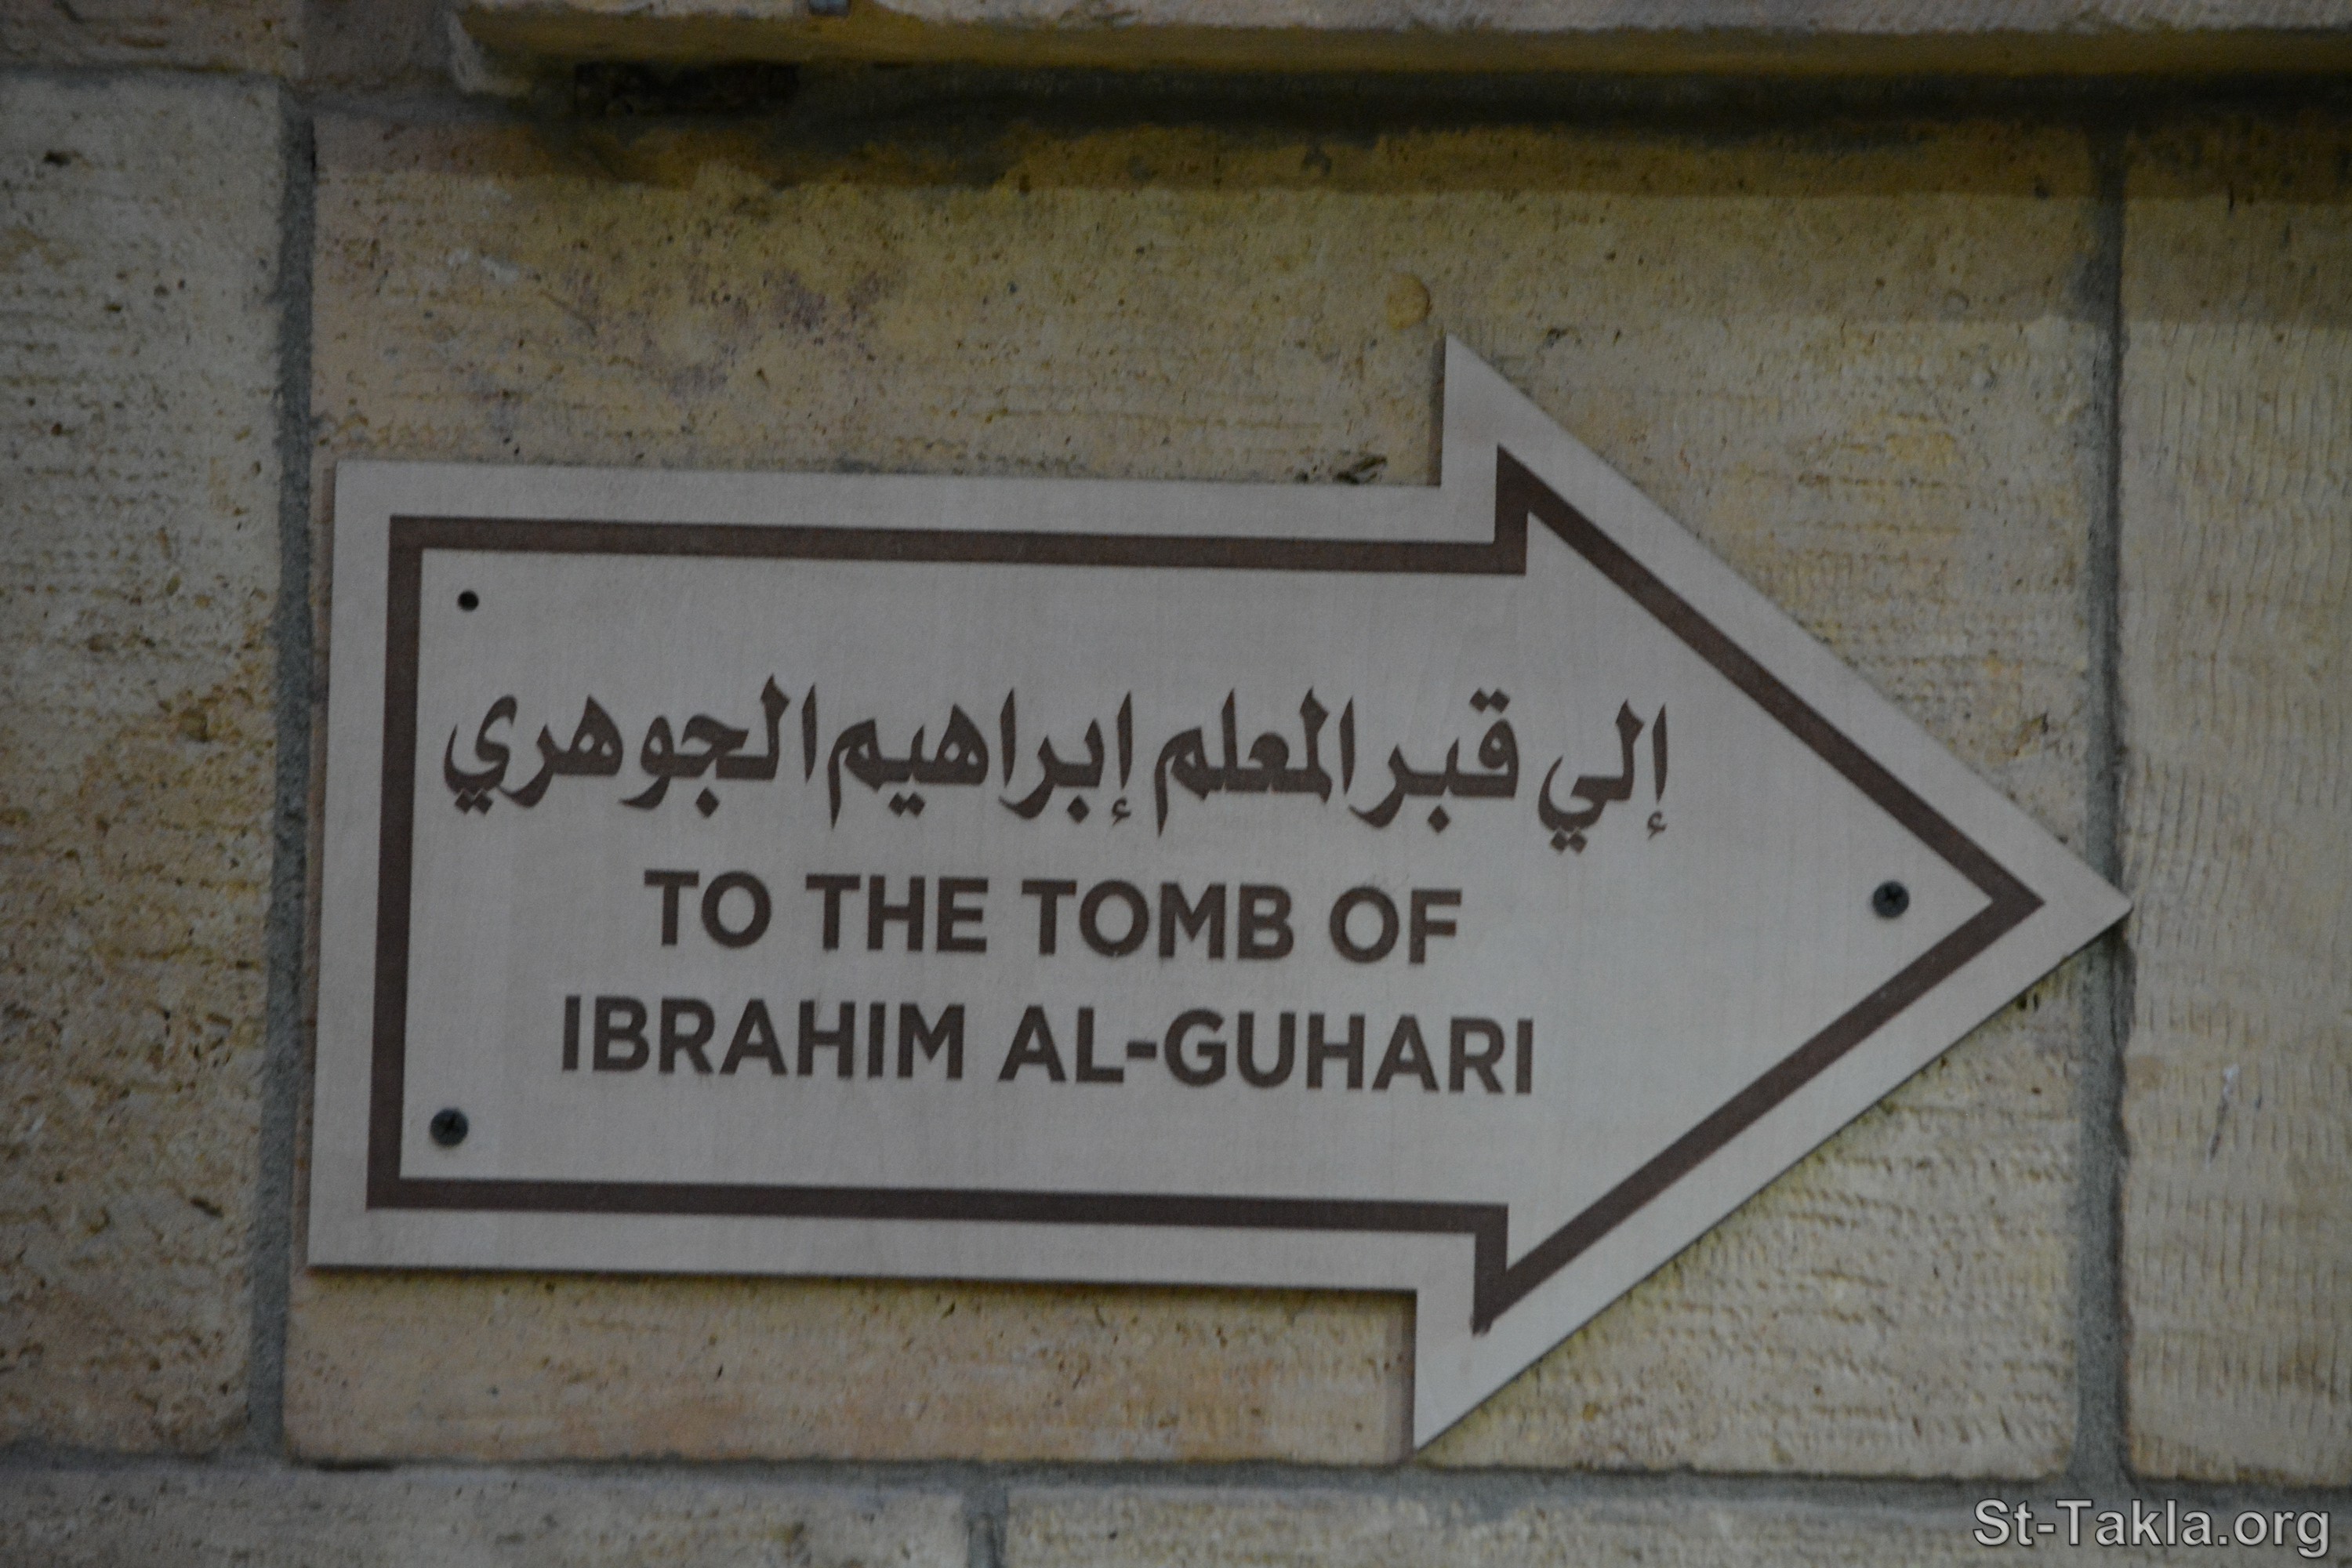 إلي قبر المعلم إبراهيم الجوهري
TO THE TOMB OF
IBRAHIM AL-GUHARI
St-Takla.org